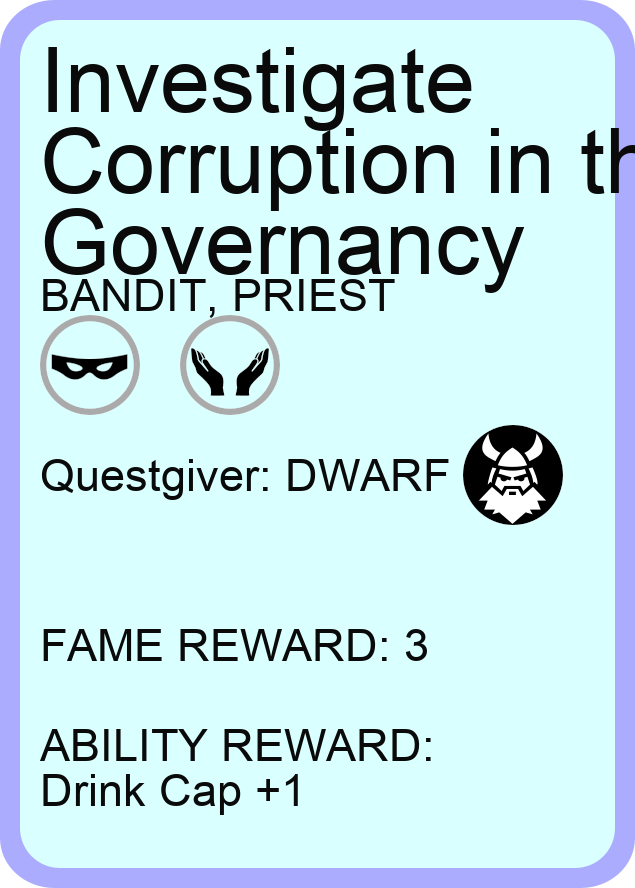 Investigate
Corruption in th
Governancy
BANDIT, PRIEST
Questgiver: DWARF
FAME REWARD: 3
ABILITY REWARD:
Drink Cap +1